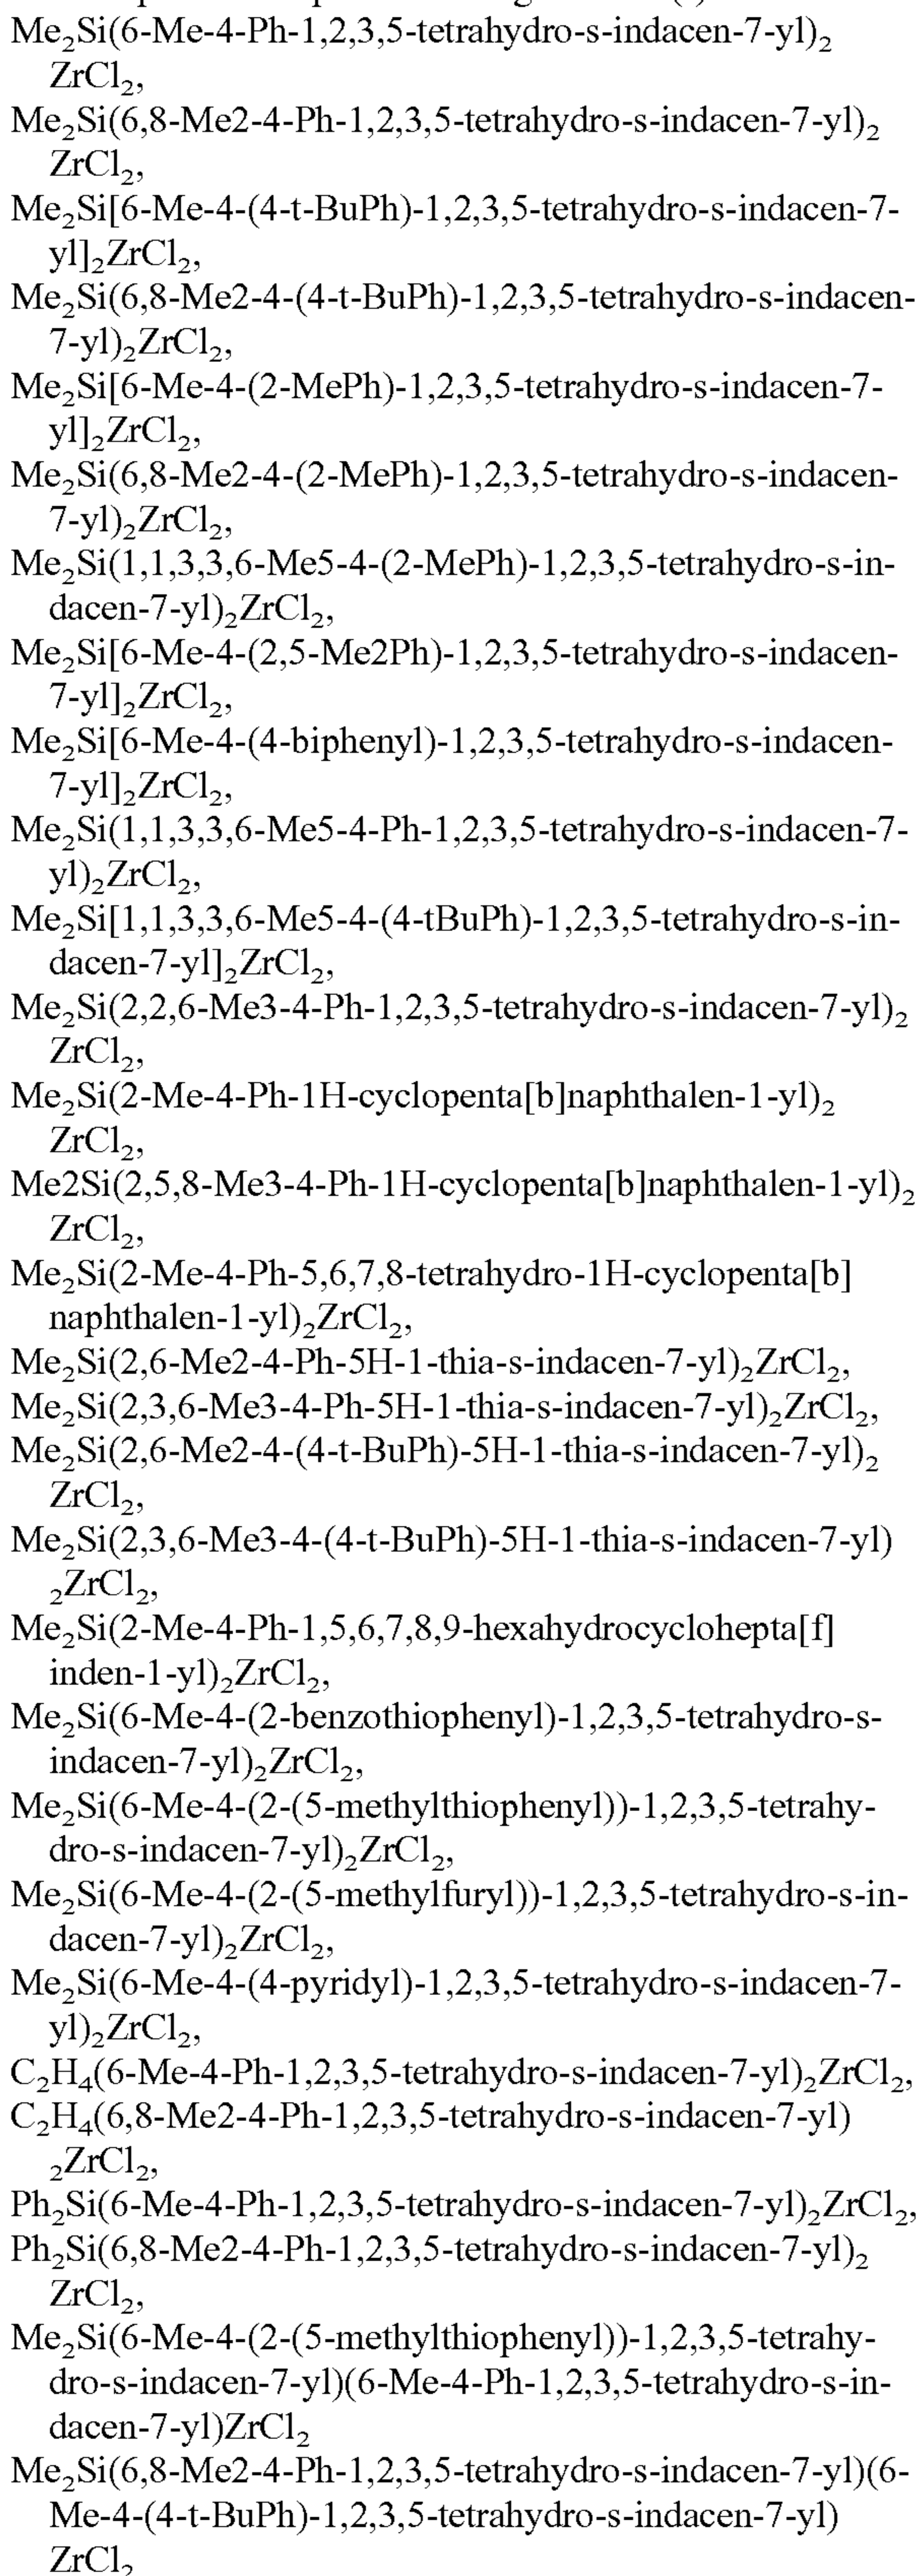 Me₂Si(6-Me-4-Ph-1,2,3,5-tetrahydro-s-indacen-7-yl)₂
ZrCl₂,
Me₂Si(6,8-Me2-4-Ph-1,2,3,5-tetrahydro-s-indacen-7-yl)₂
ZrCl₂,
Me₂Si[6-Me-4-(4-t-BuPh)-1,2,3,5-tetrahydro-s-indacen-7-
yl]₂ZrCl₂,
Me₂Si(6,8-Me2-4-(4-t-BuPh)-1,2,3,5-tetrahydro-s-indacen-
7-yl)₂ZrCl₂,
Me₂Si[6-Me-4-(2-MePh)-1,2,3,5-tetrahydro-s-indacen-7-
yl]₂ZrCl₂,
Me₂Si(6,8-Me2-4-(2-MePh)-1,2,3,5-tetrahydro-s-indacen-
7-yl)₂ZrCl₂,
Me₂Si(1,1,3,3,6-Me5-4-(2-MePh)-1,2,3,5-tetrahydro-s-in-
dacen-7-yl)₂ZrCl₂,
Me₂Si[6-Me-4-(2,5-Me2Ph)-1,2,3,5-tetrahydro-s-indacen-
7-yl]₂ZrCl₂,
Me₂Si[6-Me-4-(4-biphenyl)-1,2,3,5-tetrahydro-s-indacen-
7-yl]₂ZrCl₂,
Me₂Si(1,1,3,3,6-Me5-4-Ph-1,2,3,5-tetrahydro-s-indacen-7-
yl)₂ZrCl₂,
Me₂Si[1,1,3,3,6-Me5-4-(4-tBuPh)-1,2,3,5-tetrahydro-s-in-
dacen-7-yl]₂ZrCl₂,
Me₂Si(2,2,6-Me3-4-Ph-1,2,3,5-tetrahydro-s-indacen-7-yl)₂
ZrCl₂,
Me₂Si(2-Me-4-Ph-1H-cyclopenta[b]naphthalen-1-yl)₂
ZrCl₂,
Me2Si(2,5,8-Me3-4-Ph-1H-cyclopenta[b]naphthalen-1-yl)₂
ZrCl₂,
Me₂Si(2-Me-4-Ph-5,6,7,8-tetrahydro-1H-cyclopenta[b]
naphthalen-1-yl)₂ZrCl₂,
Me₂Si(2,6-Me2-4-Ph-5H-1-thia-s-indacen-7-yl)₂ZrCl₂,
Me₂Si(2,3,6-Me3-4-Ph-5H-1-thia-s-indacen-7-yl)₂ZrCl₂,
Me₂Si(2,6-Me2-4-(4-t-BuPh)-5H-1-thia-s-indacen-7-yl)₂
ZrCl₂,
Me₂Si(2,3,6-Me3-4-(4-t-BuPh)-5H-1-thia-s-indacen-7-yl)
₂ZrCl₂,
Me₂Si(2-Me-4-Ph-1,5,6,7,8,9-hexahydrocyclohepta[f]
inden-1-yl)₂ZrCl₂,
Me₂Si(6-Me-4-(2-benzothiophenyl)-1,2,3,5-tetrahydro-s-
indacen-7-yl)₂ZrCl₂,
Me₂Si(6-Me-4-(2-(5-methylthiophenyl))-1,2,3,5-tetrahy-
dro-s-indacen-7-yl)₂ZrCl₂,
Me₂Si(6-Me-4-(2-(5-methylfuryl))-1,2,3,5-tetrahydro-s-in-
dacen-7-yl)₂ZrCl₂,
Me₂Si(6-Me-4-(4-pyridyl)-1,2,3,5-tetrahydro-s-indacen-7-
yl)₂ZrCl₂,
C₂H₄(6-Me-4-Ph-1,2,3,5-tetrahydro-s-indacen-7-yl)₂ZrCl₂,
C₂H₄(6,8-Me2-4-Ph-1,2,3,5-tetrahydro-s-indacen-7-yl)
₂ZrCl₂,
Ph₂Si(6-Me-4-Ph-1,2,3,5-tetrahydro-s-indacen-7-yl)₂ZrCl₂,
Ph₂Si(6,8-Me2-4-Ph-1,2,3,5-tetrahydro-s-indacen-7-yl)₂
ZrCl₂,
Me₂Si(6-Me-4-(2-(5-methylthiophenyl))-1,2,3,5-tetrahy-
dro-s-indacen-7-yl)(6-Me-4-Ph-1,2,3,5-tetrahydro-s-in-
dacen-7-yl)ZrCl₂
Me₂Si(6,8-Me2-4-Ph-1,2,3,5-tetrahydro-s-indacen-7-yl)(6-
Me-4-(4-t-BuPh)-1,2,3,5-tetrahydro-s-indacen-7-yl)
ZrCl₂